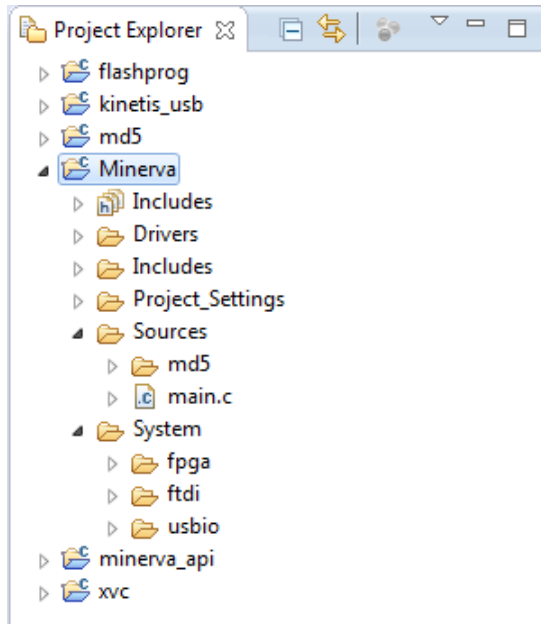 Project Explorer
flashprog
kinetis_usb
md5
Minerva
Includes
Drivers
Includes
Project_Settings
Sources
md5
main.c
System
fpga
ftdi
usbio
minerva_api
xvc